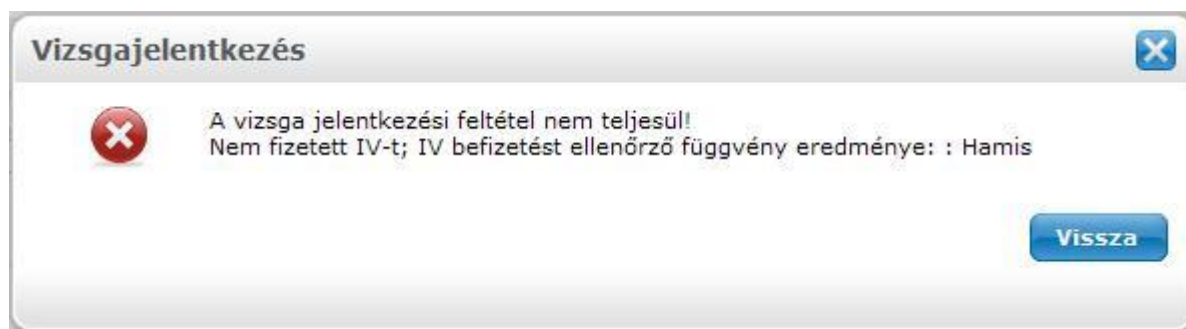 Vizsgajelentkezés
A vizsga jelentkezési feltétel nem teljesül!
Nem fizetett IV-t; IV befizetést ellenőrző függvény eredménye: : Hamis
Vissza